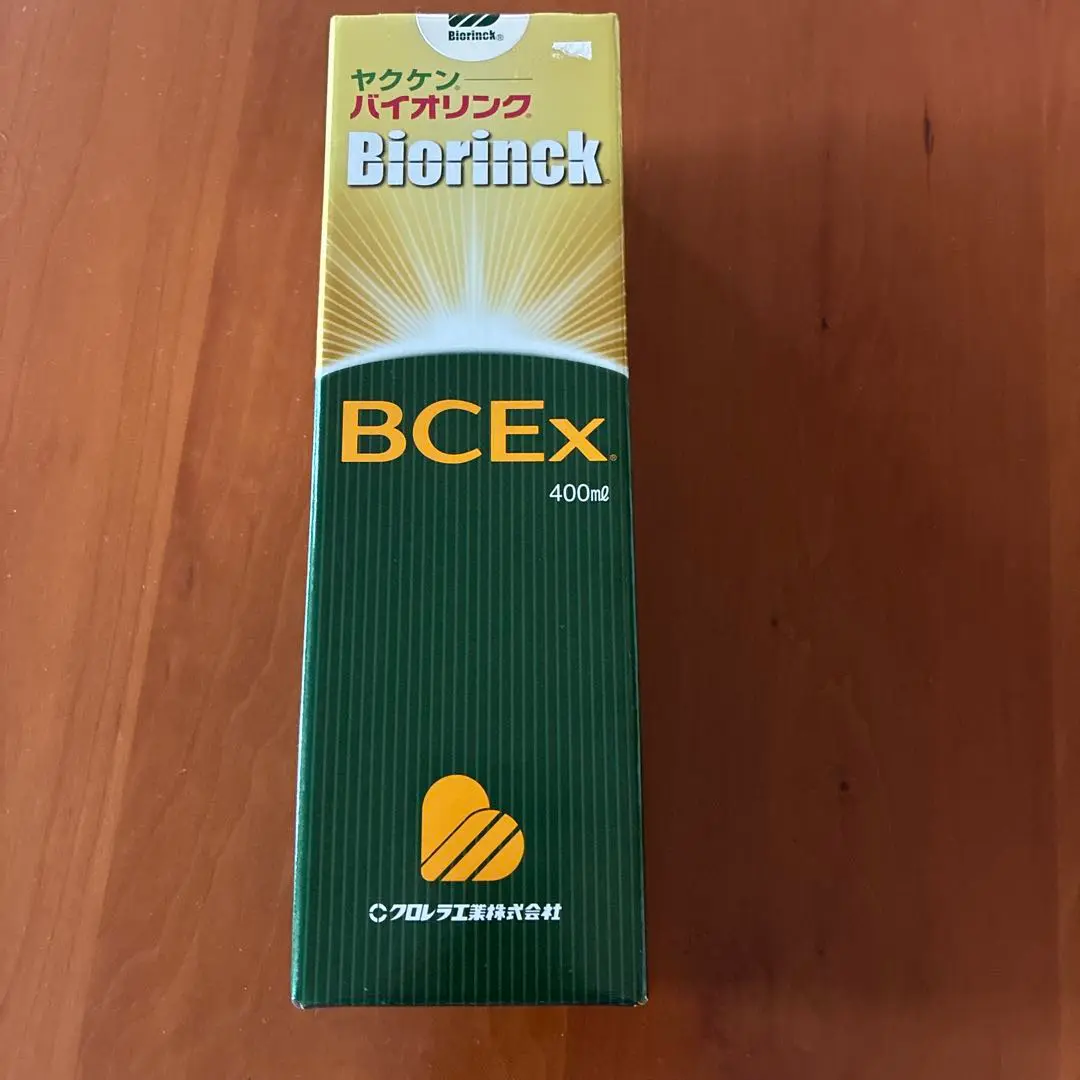 Biorinck®
ヤクケン®
バイオリンク®
Biorinck®
BCEx®
400mℓ
クロレラ工業株式会社